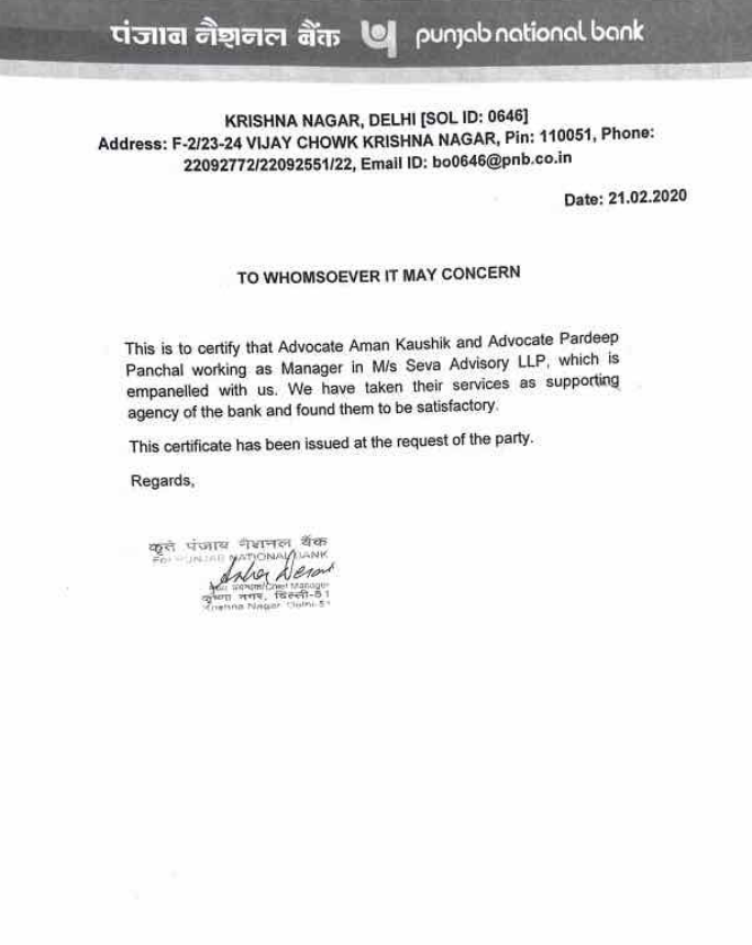 पंजाब नैशनल बैंक punjab national bank
KRISHNA NAGAR, DELHI [SOL ID: 0646]
Address: F-2/23-24 VIJAY CHOWK KRISHNA NAGAR, Pin: 110051, Phone:
22092772/22092551/22, Email ID: bo0646@pnb.co.in
Date: 21.02.2020
TO WHOMSOEVER IT MAY CONCERN
This is to certify that Advocate Aman Kaushik and Advocate Pardeep
Panchal working as Manager in M/s Seva Advisory LLP, which is
empanelled with us. We have taken their services as supporting
agency of the bank and found them to be satisfactory.
This certificate has been issued at the request of the party.
Regards,
कृते पंजाब नैशनल बैंक
For PUNJAB NATIONAL BANK
Chief Manager
कृष्णा नगर, दिल्ली-51
Krishna Nagar Delhi-51